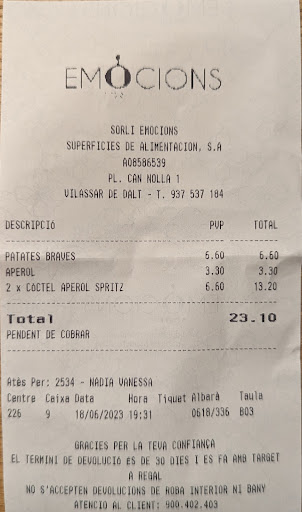 EMOCIONS
SORLI EMOCIONS
SUPERFICIES DE ALIMENTACION, S.A
A08586539
PL. CAN NOLLA 1
VILASSAR DE DALT - T. 937 537 184
DESCRIPCIÓ PVP TOTAL
PATATES BRAVES 6.60 6.60
APEROL 3.30 3.30
2 x CÒCTEL APEROL SPRITZ 6.60 13.20
Total 23.10
PENDENT DE COBRAR
Atès Per: 2534 - NADIA VANESSA
Centre Caixa Data Hora Tiquet Albarà Taula
226 9 18/06/2023 19:31 0618/336 B03
GRACIES PER LA TEVA CONFIANÇA
EL TERMINI DE DEVOLUCIÓ ES DE 30 DIES I ES FA AMB TARGET
A REGAL
NO S'ACCEPTEN DEVOLUCIONS DE ROBA INTERIOR NI BANY
ATENCIO AL CLIENT: 900.402.403